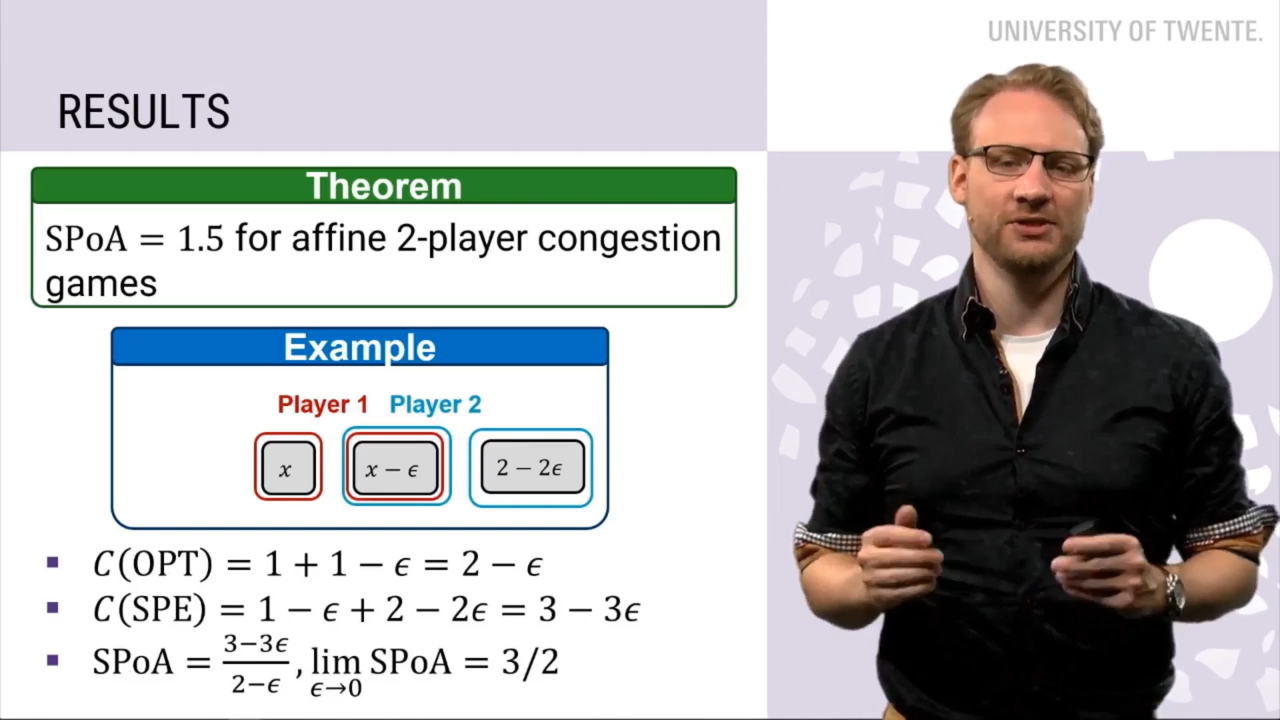 UNIVERSITY OF TWENTE.
RESULTS
Theorem
SPoA = 1.5 for affine 2-player congestion
games
Example
Player 1 Player 2
x x − ϵ 2 − 2ϵ
▪ C(OPT) = 1 + 1 − ϵ = 2 − ϵ
▪ C(SPE) = 1 − ϵ + 2 − 2ϵ = 3 − 3ϵ
▪ SPoA = (3−3ϵ)/(2−ϵ), lim_{ϵ→0} SPoA = 3/2